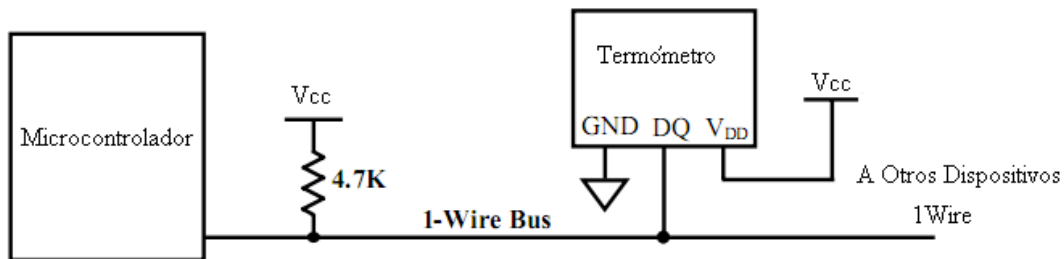 Microcontrolador
Vcc
4.7K
1-Wire Bus
Termómetro
GND DQ VDD
Vcc
A Otros Dispositivos
1Wire